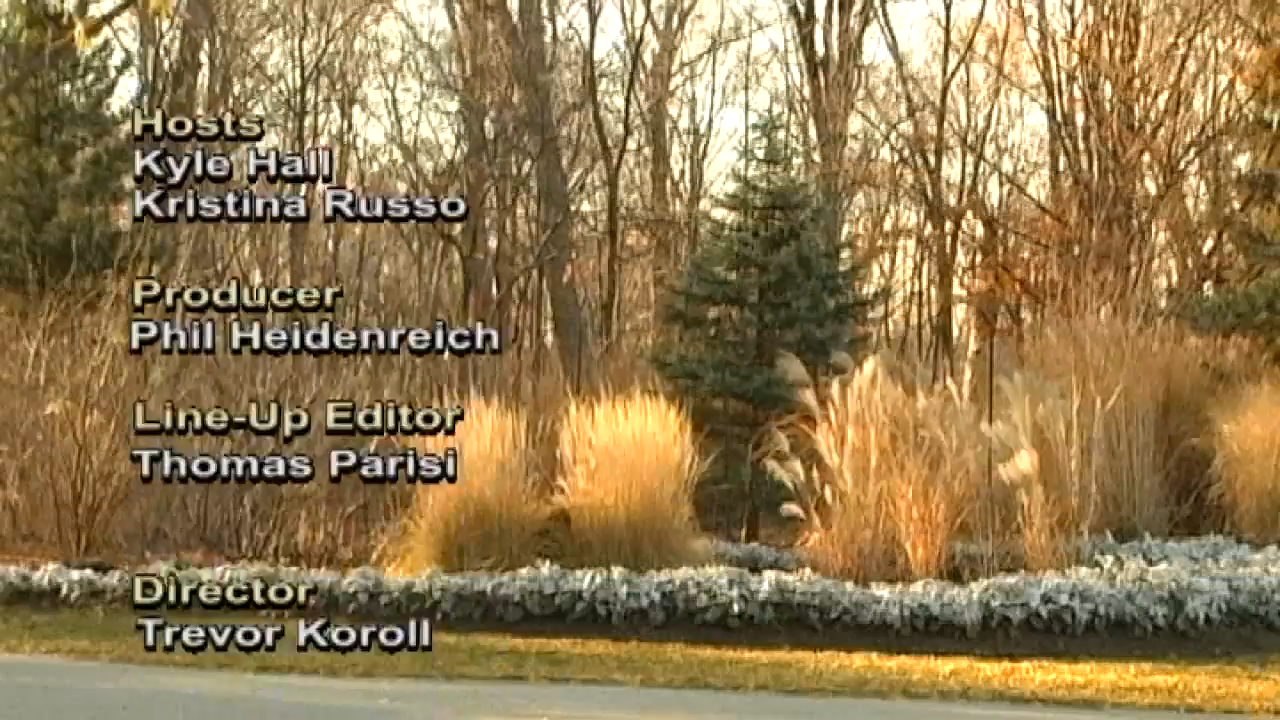 Hosts
Kyle Hall
Kristina Russo
Producer
Phil Heidenreich
Line-Up Editor
Thomas Parisi
Director
Trevor Koroll